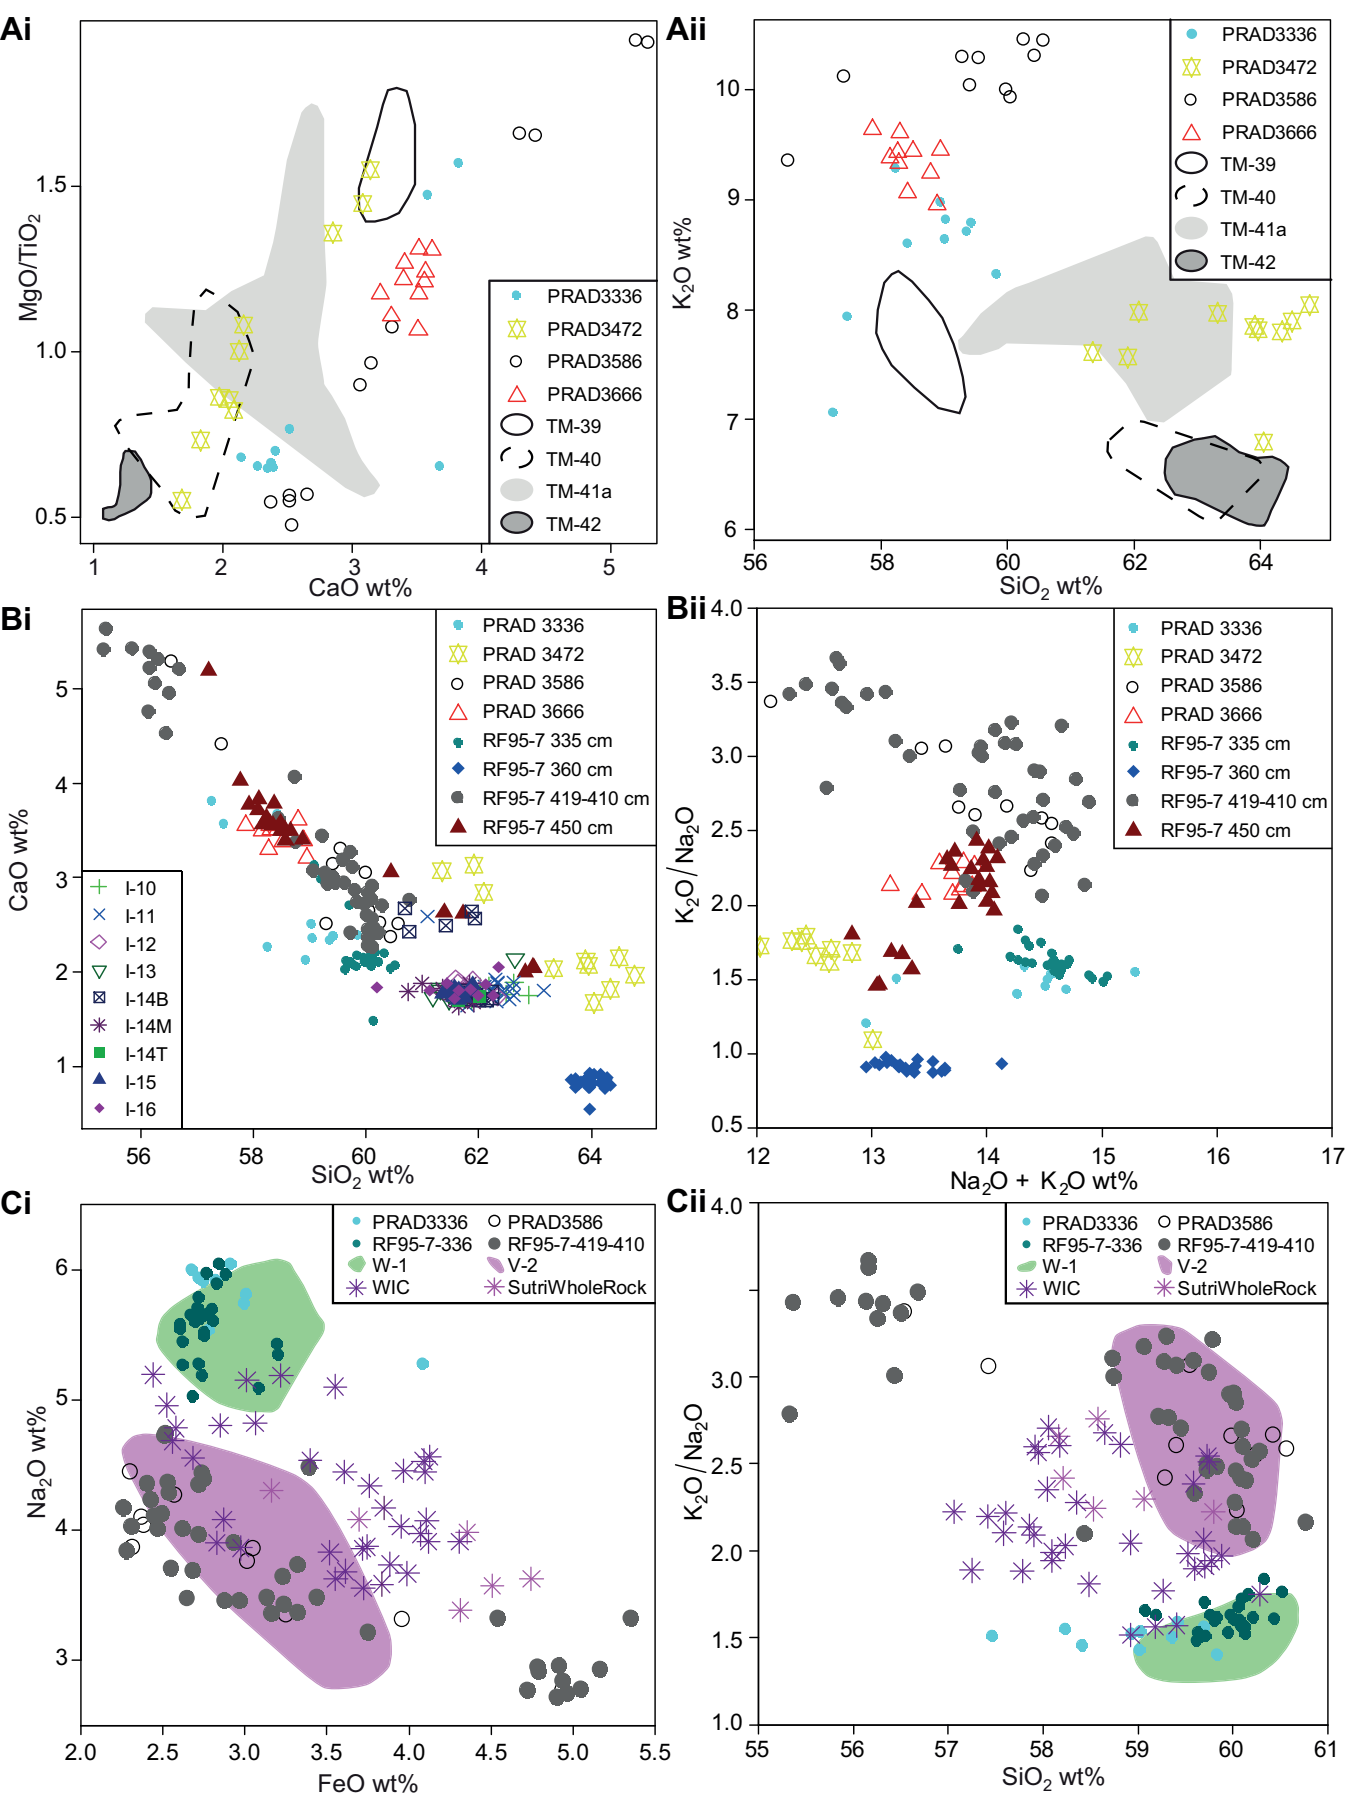 Ai
MgO/TiO2
1.5
1.0
0.5
1
2
3
4
5
CaO wt%
PRAD3336
PRAD3472
PRAD3586
PRAD3666
TM-39
TM-40
TM-41a
TM-42
Aii
K2O wt%
10
9
8
7
6
56
58
60
62
64
SiO2 wt%
PRAD3336
PRAD3472
PRAD3586
PRAD3666
TM-39
TM-40
TM-41a
TM-42
Bi
CaO wt%
5
4
3
2
1
56
58
60
62
64
SiO2 wt%
PRAD 3336
PRAD 3472
PRAD 3586
PRAD 3666
RF95-7 335 cm
RF95-7 360 cm
RF95-7 419-410 cm
RF95-7 450 cm
I-10
I-11
I-12
I-13
I-14B
I-14M
I-14T
I-15
I-16
Bii
K2O/Na2O
4.0
3.5
3.0
2.5
2.0
1.5
1.0
0.5
12
13
14
15
16
17
Na2O + K2O wt%
PRAD 3336
PRAD 3472
PRAD 3586
PRAD 3666
RF95-7 335 cm
RF95-7 360 cm
RF95-7 419-410 cm
RF95-7 450 cm
Ci
Na2O wt%
6
5
4
3
2.0
2.5
3.0
3.5
4.0
4.5
5.0
5.5
FeO wt%
PRAD3336
PRAD3586
RF95-7-336
RF95-7-419-410
W-1
V-2
WIC
SutriWholeRock
Cii
K2O/Na2O
4.0
3.0
2.5
2.0
1.5
1.0
55
56
57
58
59
60
61
SiO2 wt%
PRAD3336
PRAD3586
RF95-7-336
RF95-7-419-410
W-1
V-2
WIC
SutriWholeRock